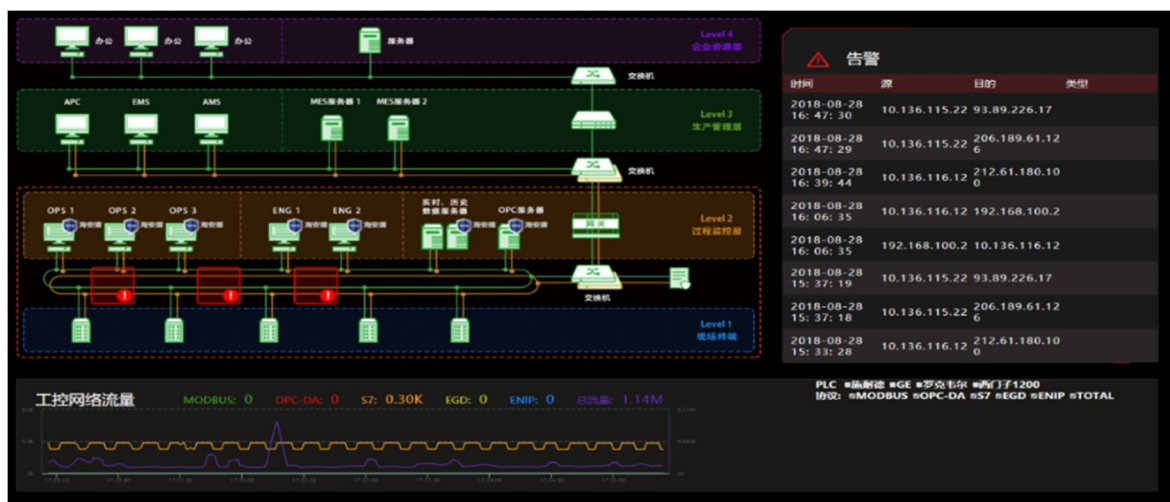 办公 办公 办公 服务器
Level 4
企业资源层
交换机
APC EMS AMS MES服务器 1 MES服务器 2
Level 3
生产管理层
交换机
OPS 1 OPS 2 OPS 3 ENG 1 ENG 2 实时、历史
数据服务器 OPC服务器
网关
Level 2
过程监控层
交换机
Level 1
现场终端
告警
时间 源 目的 类型
2018-08-28
16: 47: 30 10.136.115.22 93.89.226.17
2018-08-28
16: 47: 29 10.136.115.22 206.189.61.12
6
2018-08-28
16: 39: 44 10.136.116.12 212.61.180.10
0
2018-08-28
16: 06: 35 10.136.116.12 192.168.100.2
2018-08-28
16: 06: 35 192.168.100.2 10.136.116.12
2018-08-28
15: 37: 19 10.136.115.22 93.89.226.17
2018-08-28
15: 37: 18 10.136.115.22 206.189.61.12
6
2018-08-28
15: 33: 28 10.136.116.12 212.61.180.10
0
工控网络流量 MODBUS: 0 OPC-DA: 0 S7: 0.30K EGD: 0 ENIP: 0 总流量: 1.14M
PLC 施耐德 GE 罗克韦尔 西门子1200
协议: MODBUS OPC-DA S7 EGD ENIP TOTAL